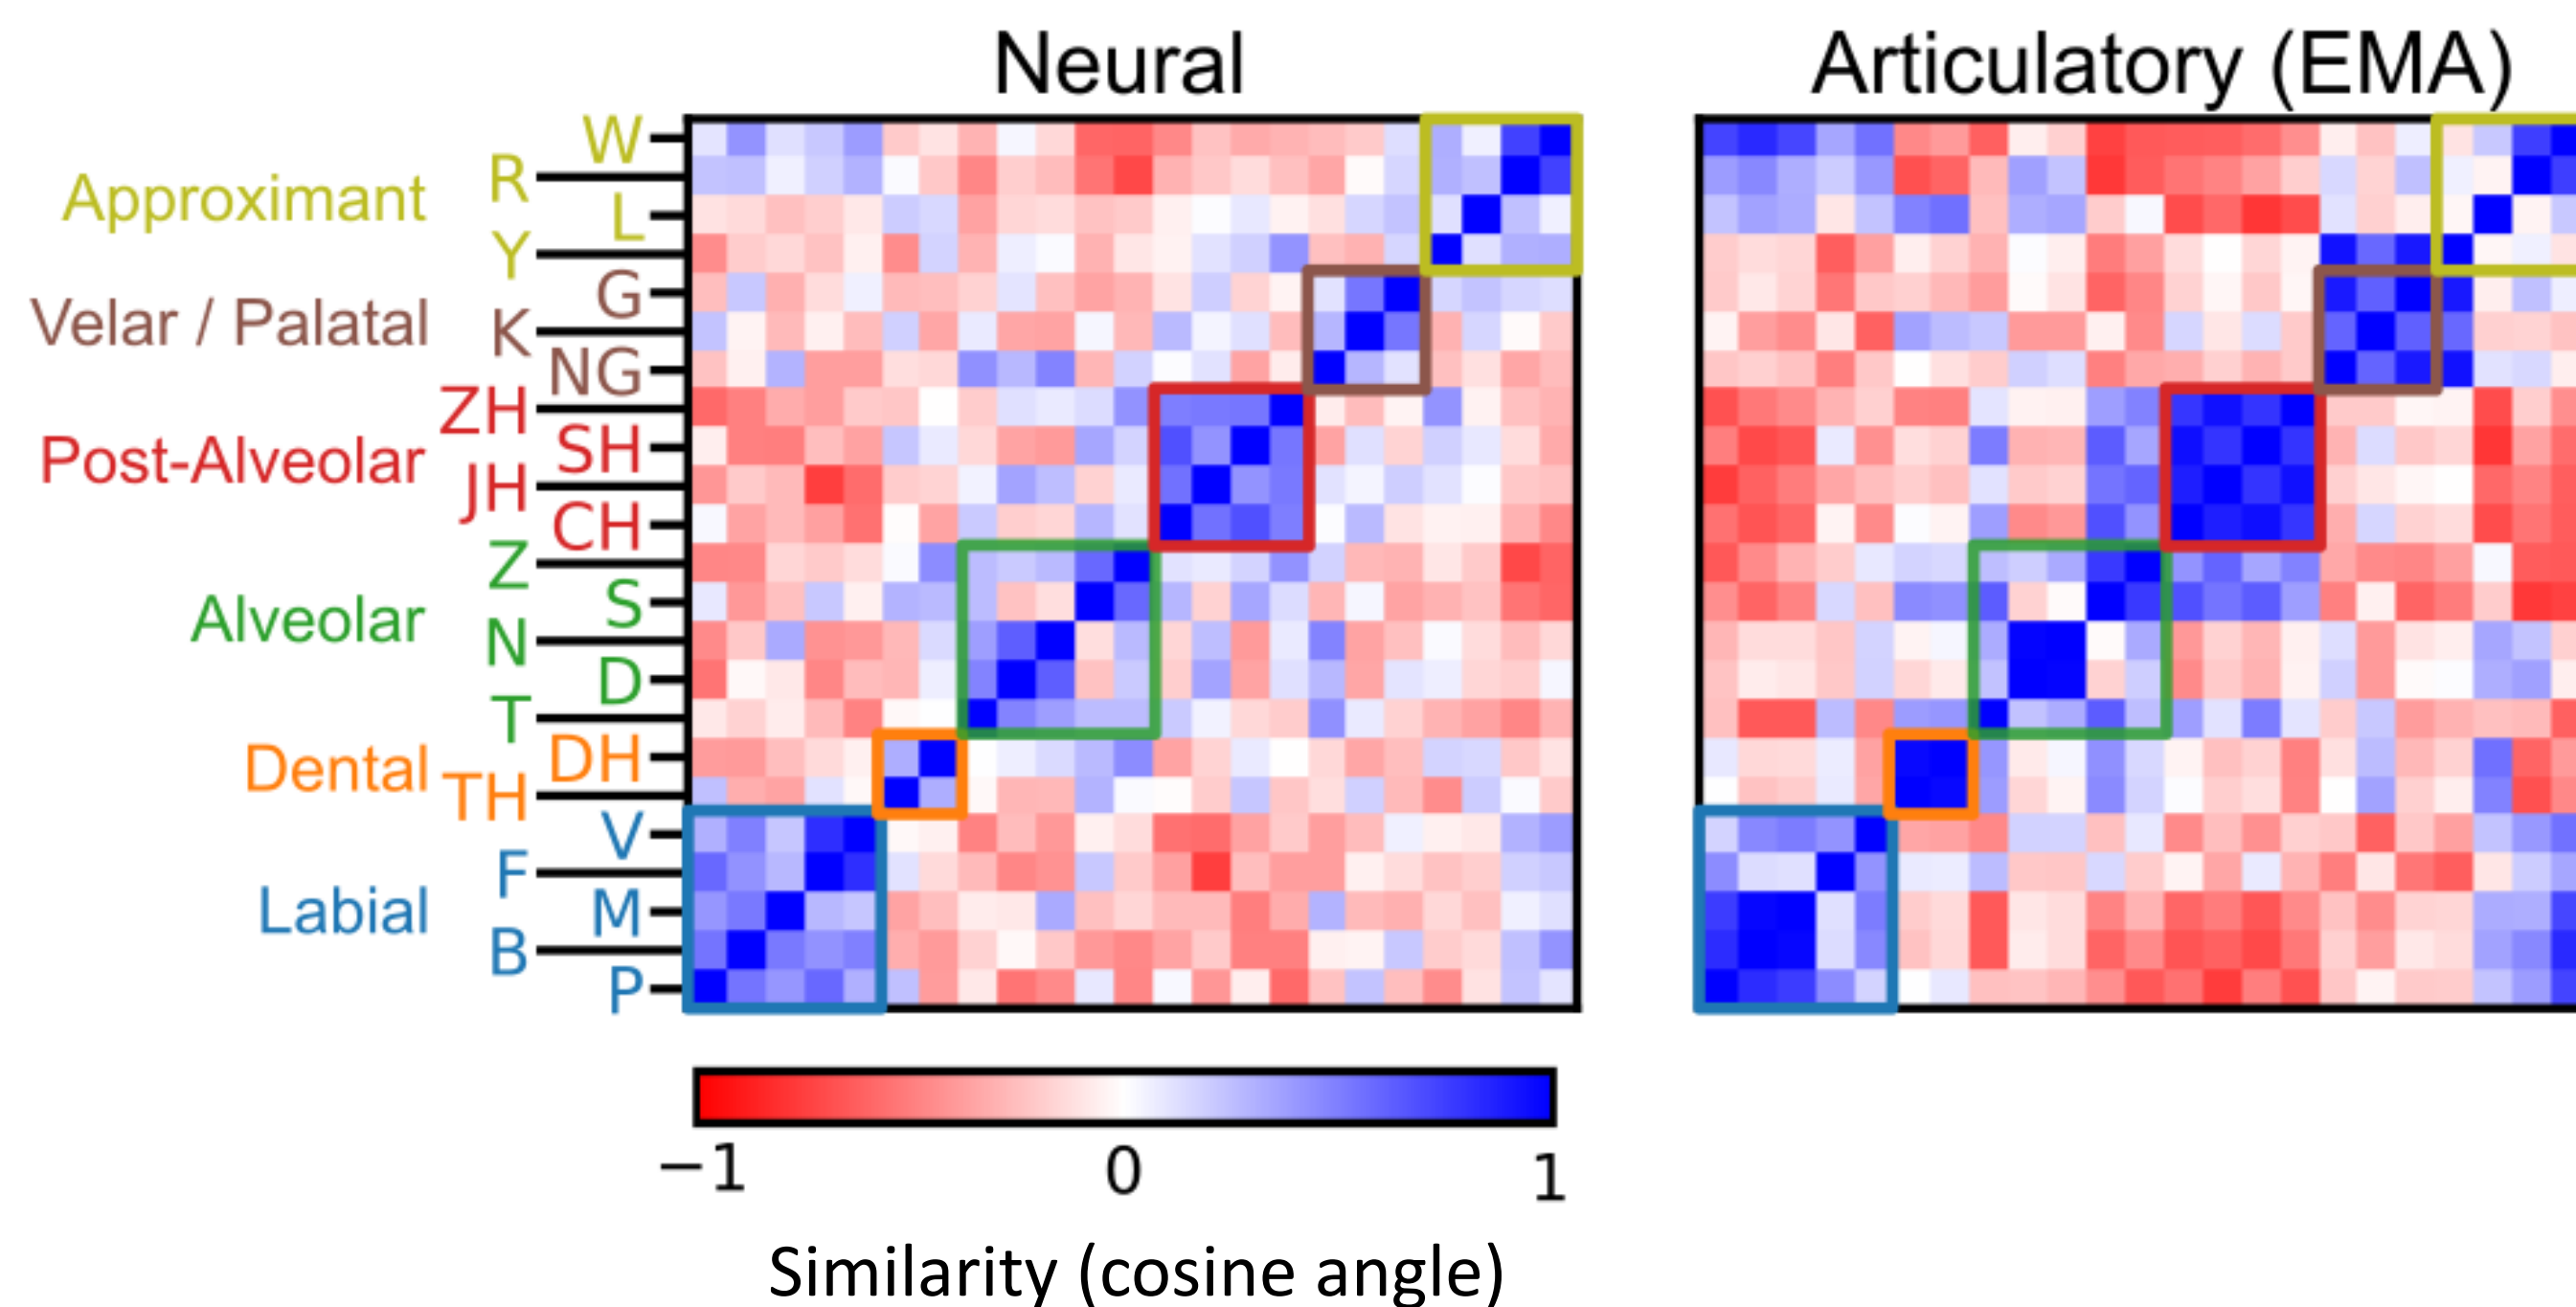 Neural
Articulatory (EMA)
W
Approximant R
L
Y
G
Velar / Palatal K
NG
ZH
SH
Post-Alveolar JH
CH
Z
S
Alveolar N
D
T
Dental DH
TH
V
F
Labial M
B
P
−1 0 1
Similarity (cosine angle)